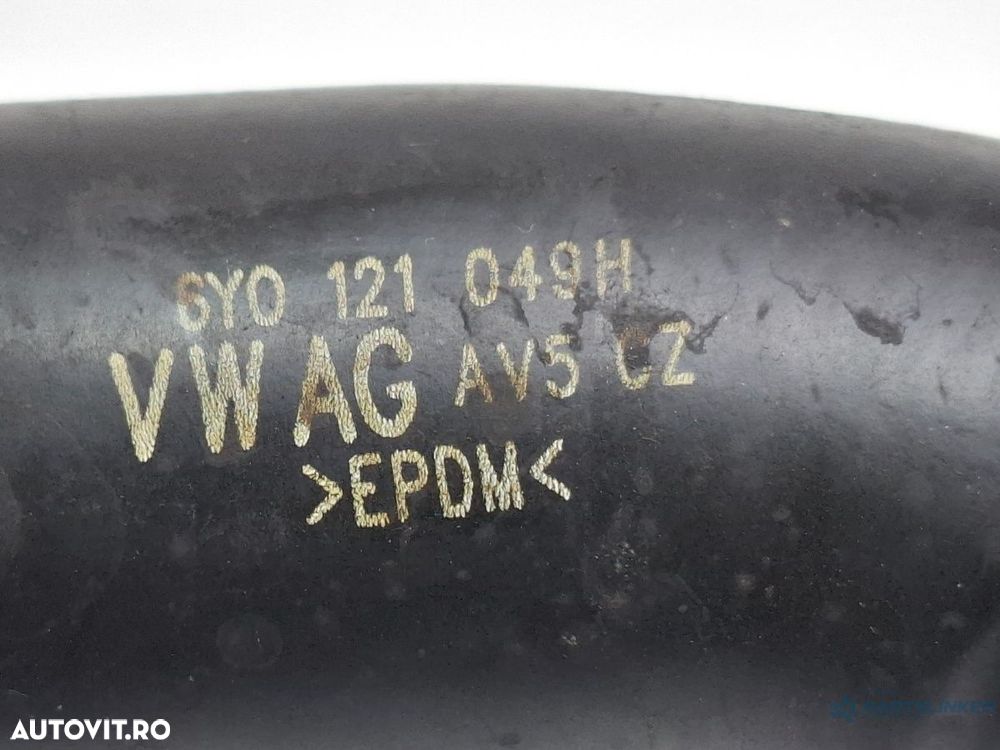 6Y0 121 049H
VW AG AV5 CZ
>EPDM<
AUTOVIT.RO